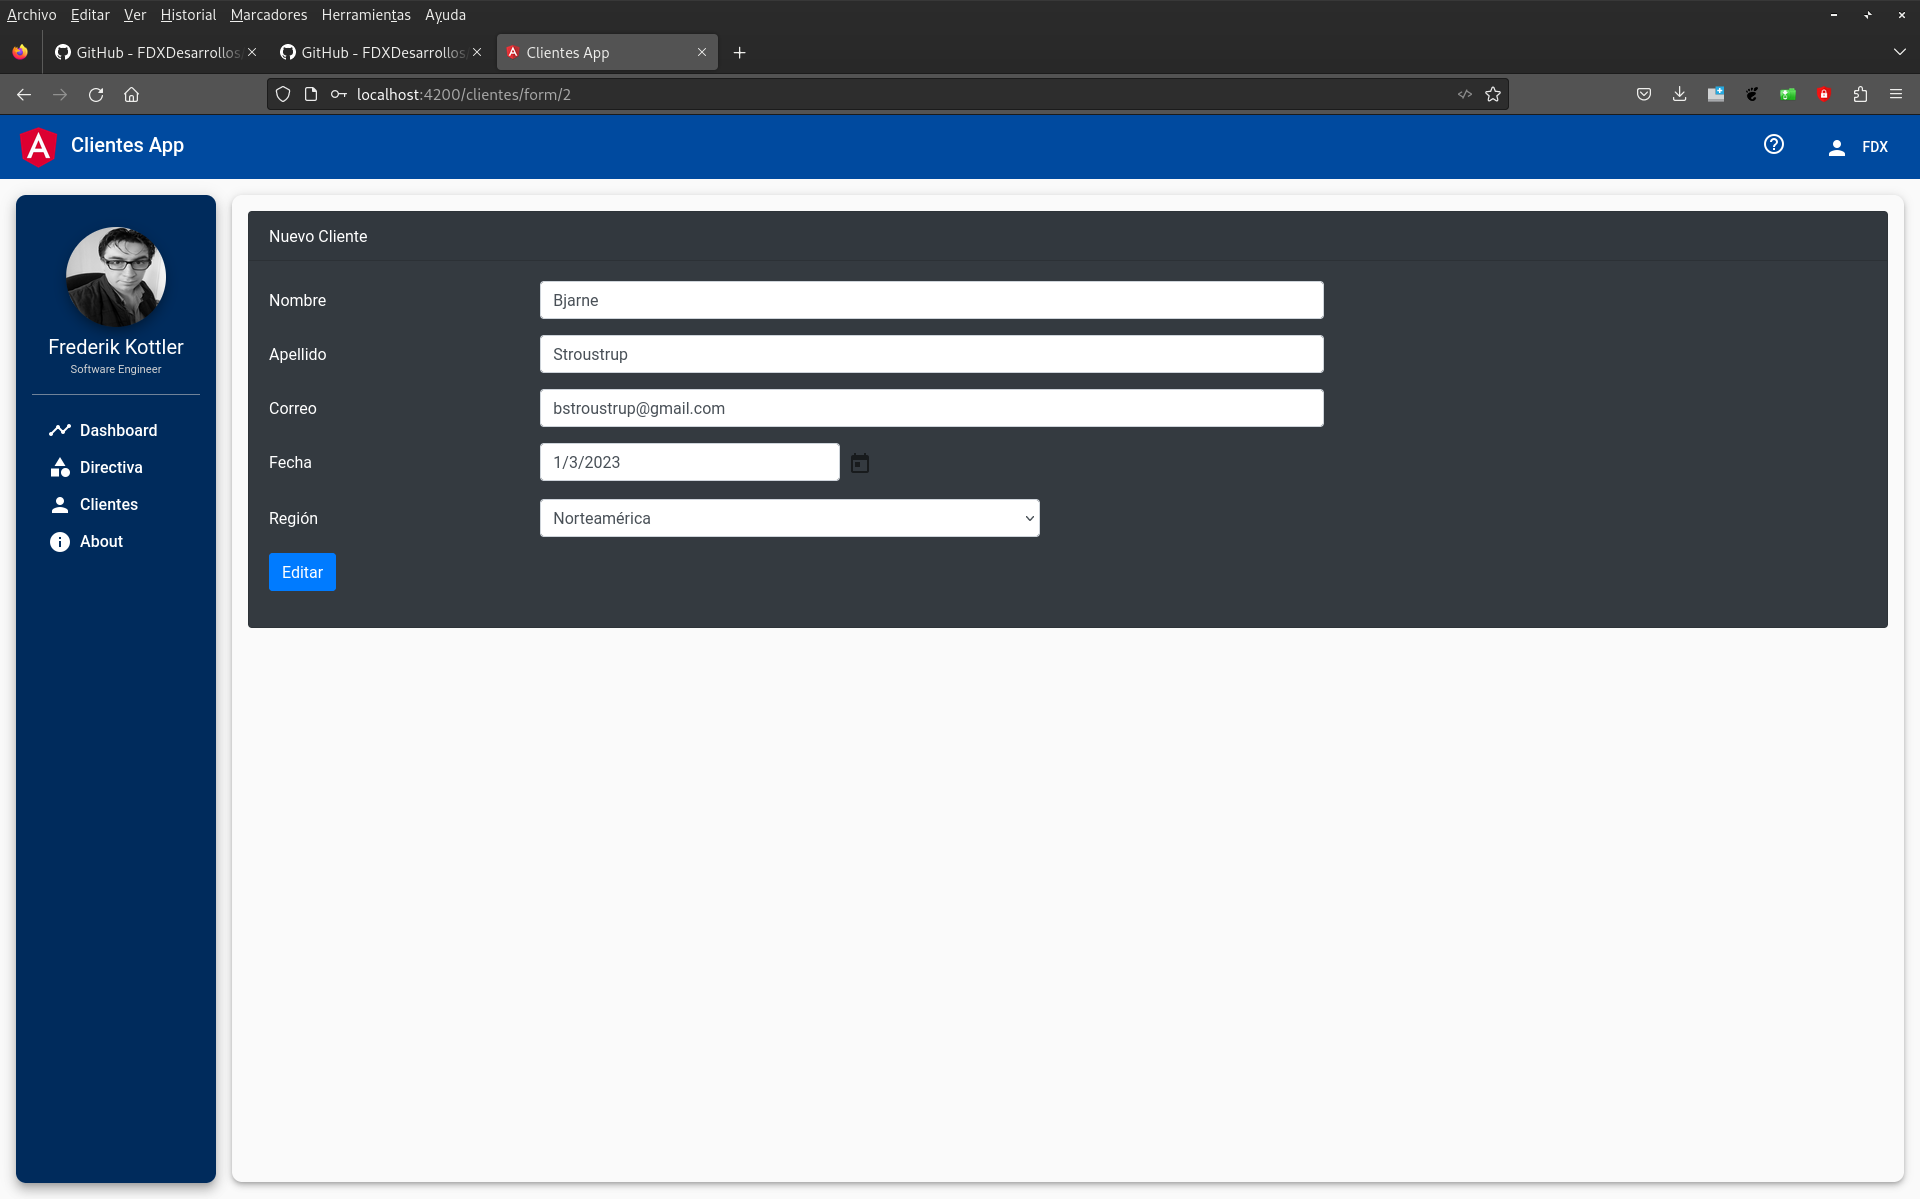 Archivo Editar Ver Historial Marcadores Herramientas Ayuda
GitHub - FDXDesarrollos GitHub - FDXDesarrollos Clientes App
localhost:4200/clientes/form/2
Clientes App
FDX
Frederik Kottler
Software Engineer
Dashboard
Directiva
Clientes
About
Nuevo Cliente
Nombre Bjarne
Apellido Stroustrup
Correo bstroustrup@gmail.com
Fecha 1/3/2023
Región Norteamérica
Editar